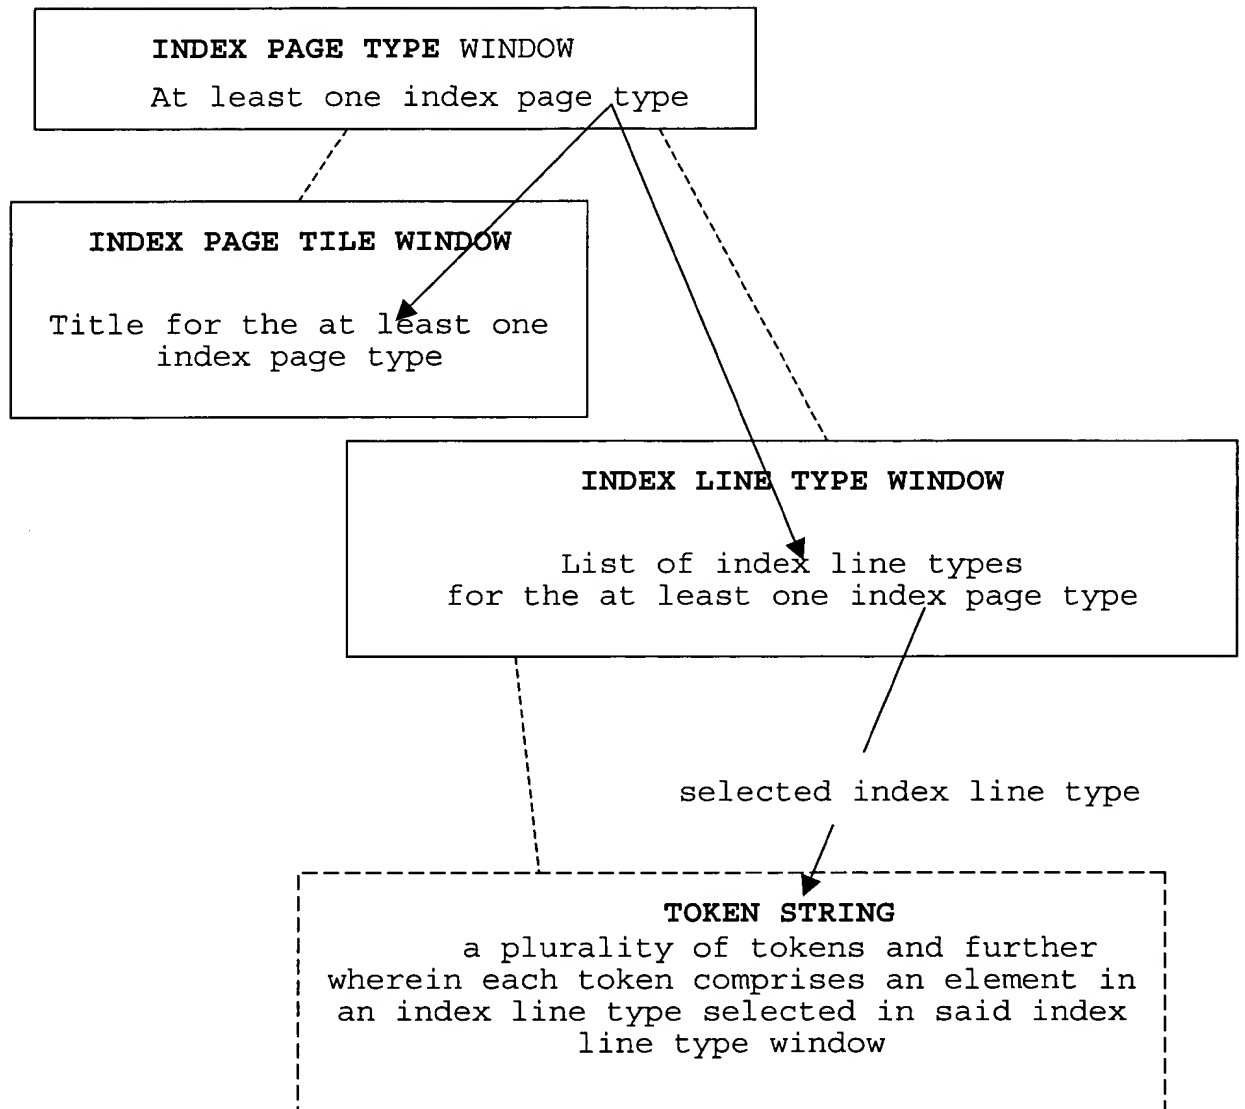 INDEX PAGE TYPE WINDOW
At least one index page type
INDEX PAGE TILE WINDOW
Title for the at least one
index page type
INDEX LINE TYPE WINDOW
List of index line types
for the at least one index page type
selected index line type
TOKEN STRING
a plurality of tokens and further
wherein each token comprises an element in
an index line type selected in said index
line type window